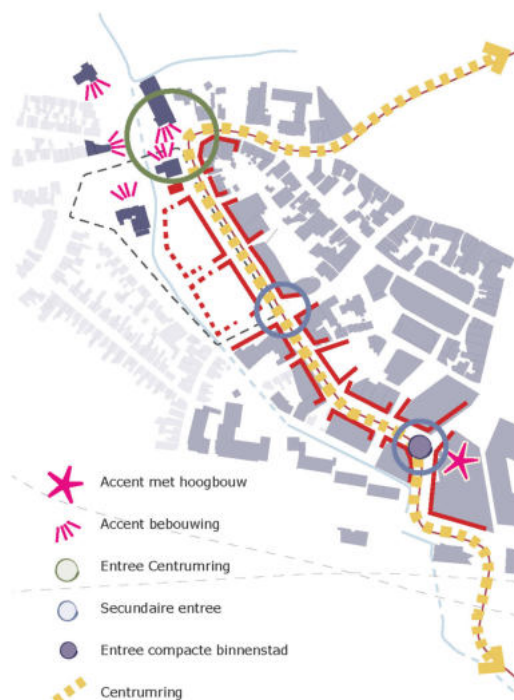 Accent met hoogbouw
Accent bebouwing
Entree Centrumring
Secundaire entree
Entree compacte binnenstad
Centrumring